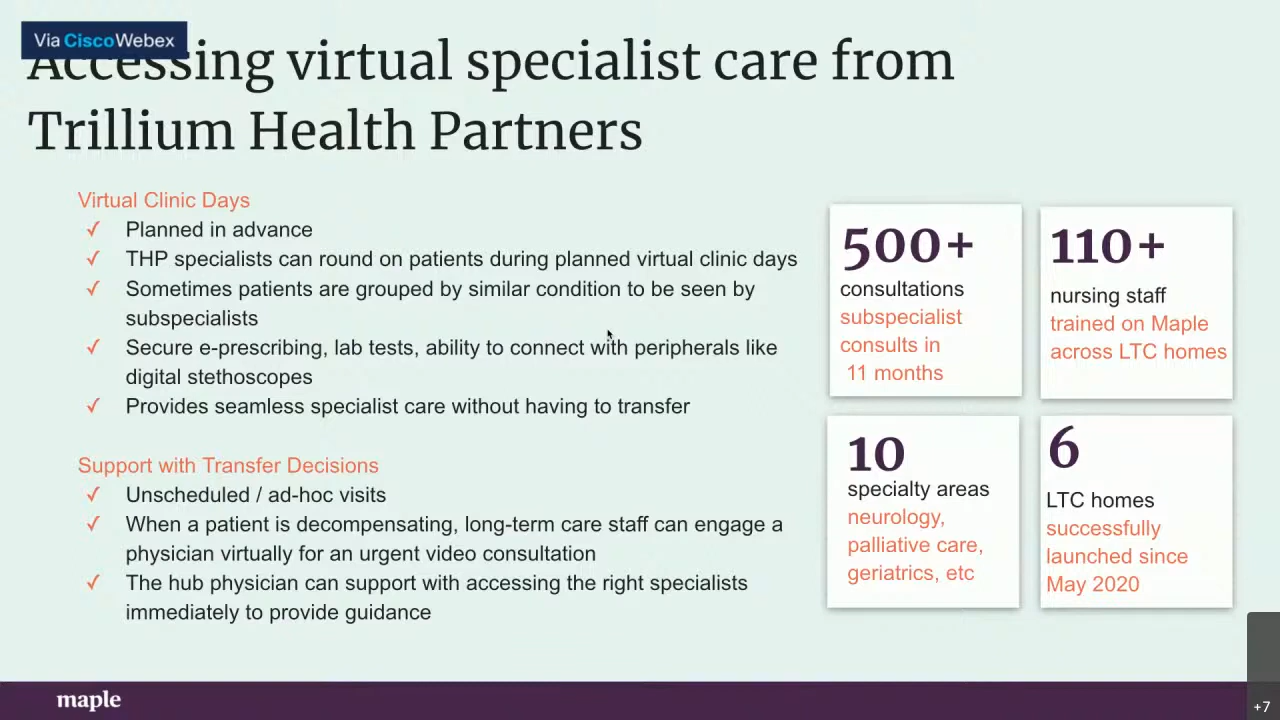 Via CiscoWebex
Accessing virtual specialist care from
Trillium Health Partners
Virtual Clinic Days
✓ Planned in advance
✓ THP specialists can round on patients during planned virtual clinic days
✓ Sometimes patients are grouped by similar condition to be seen by
subspecialists
✓ Secure e-prescribing, lab tests, ability to connect with peripherals like
digital stethoscopes
✓ Provides seamless specialist care without having to transfer
Support with Transfer Decisions
✓ Unscheduled / ad-hoc visits
✓ When a patient is decompensating, long-term care staff can engage a
physician virtually for an urgent video consultation
✓ The hub physician can support with accessing the right specialists
immediately to provide guidance
500+
consultations
subspecialist
consults in
11 months
110+
nursing staff
trained on Maple
across LTC homes
10
specialty areas
neurology,
palliative care,
geriatrics, etc
6
LTC homes
successfully
launched since
May 2020
maple
+7